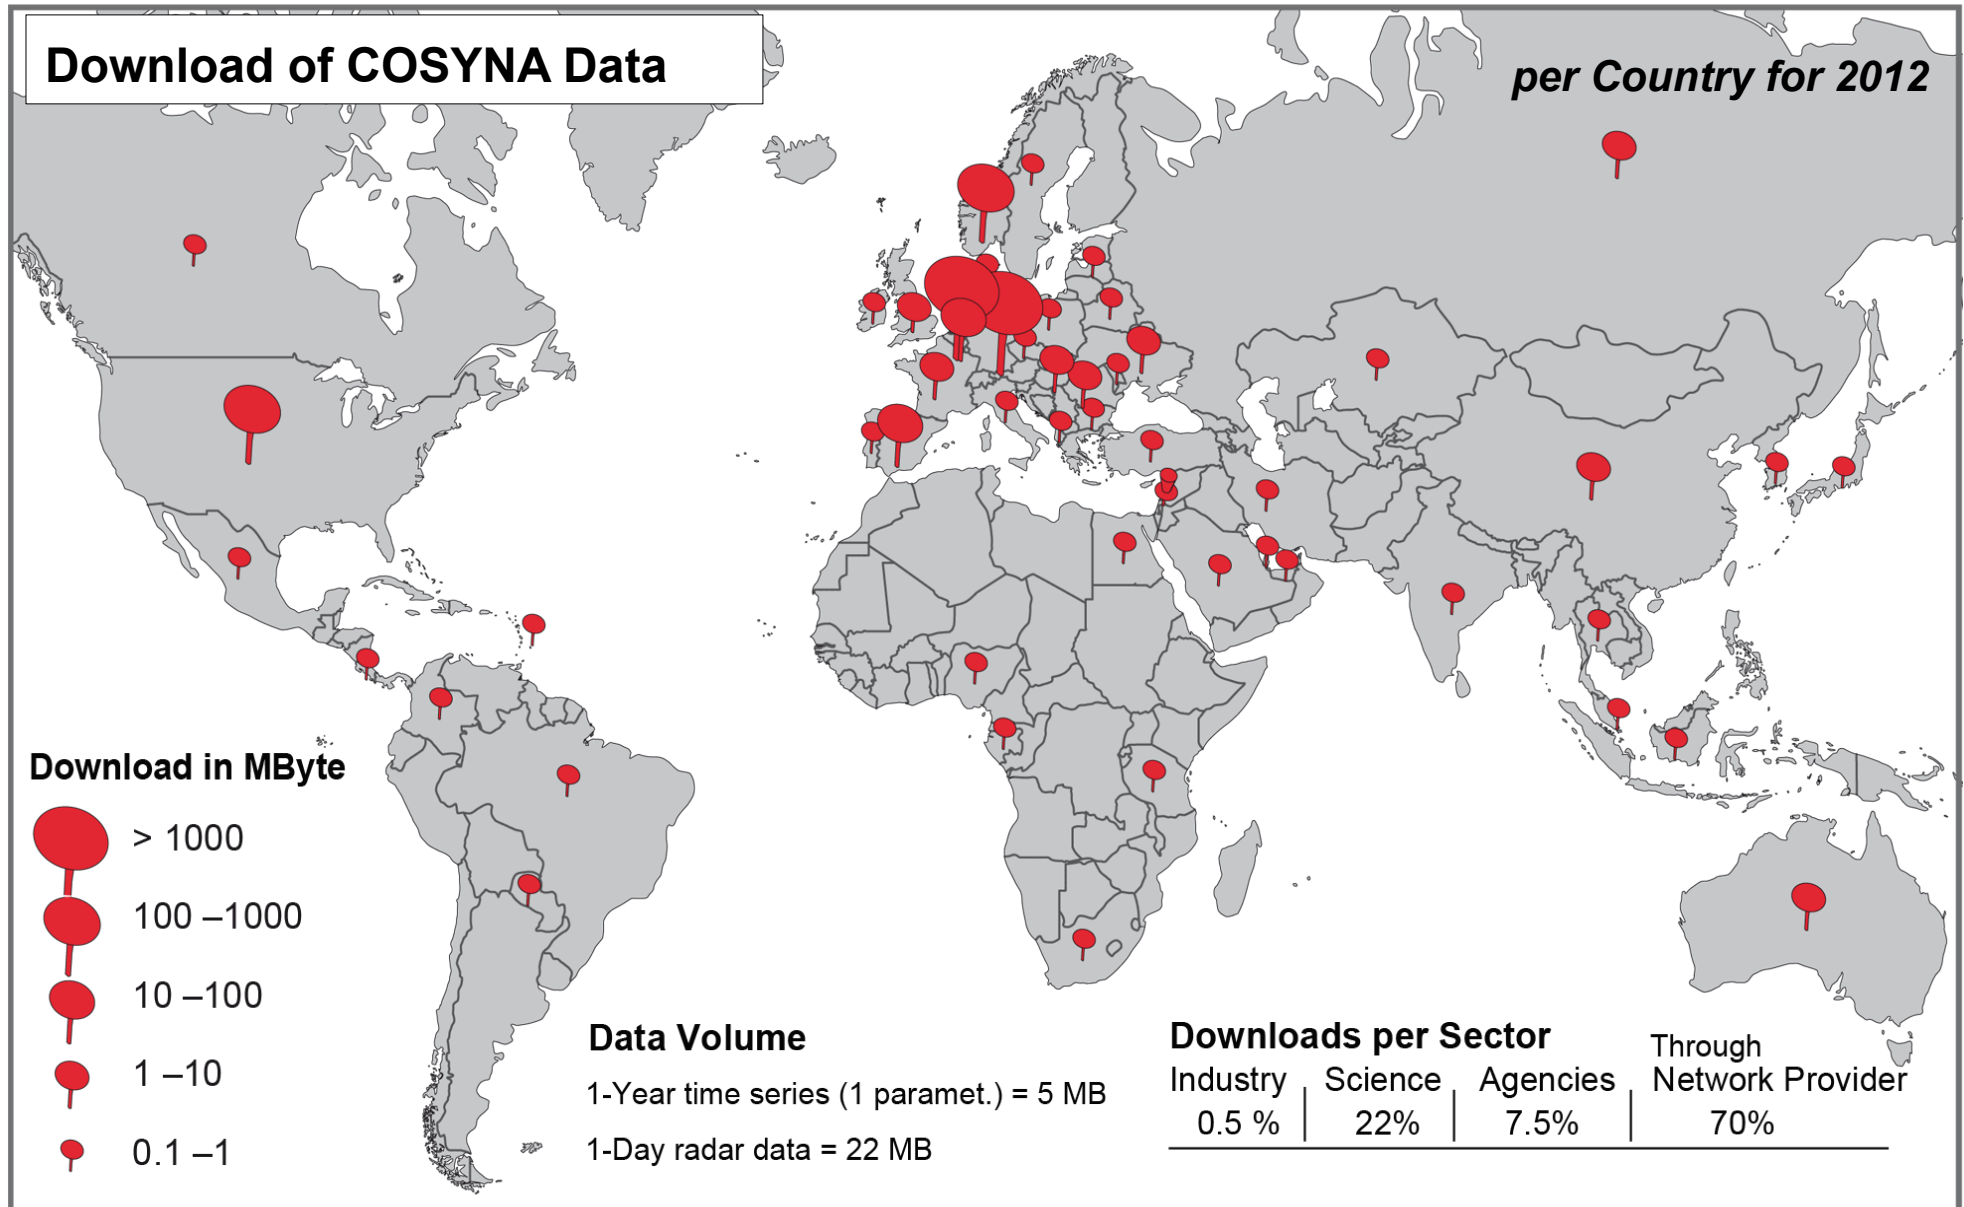 Download of COSYNA Data
per Country for 2012
Download in MByte
> 1000
100 –1000
10 –100
1 –10
0.1 –1
Data Volume
1-Year time series (1 paramet.) = 5 MB
1-Day radar data = 22 MB
Downloads per Sector
Through
Industry Science Agencies Network Provider
0.5 % 22% 7.5% 70%